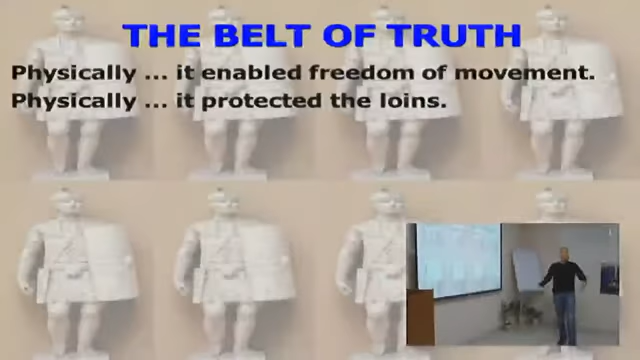 THE BELT OF TRUTH
Physically ... it enabled freedom of movement.
Physically ... it protected the loins.